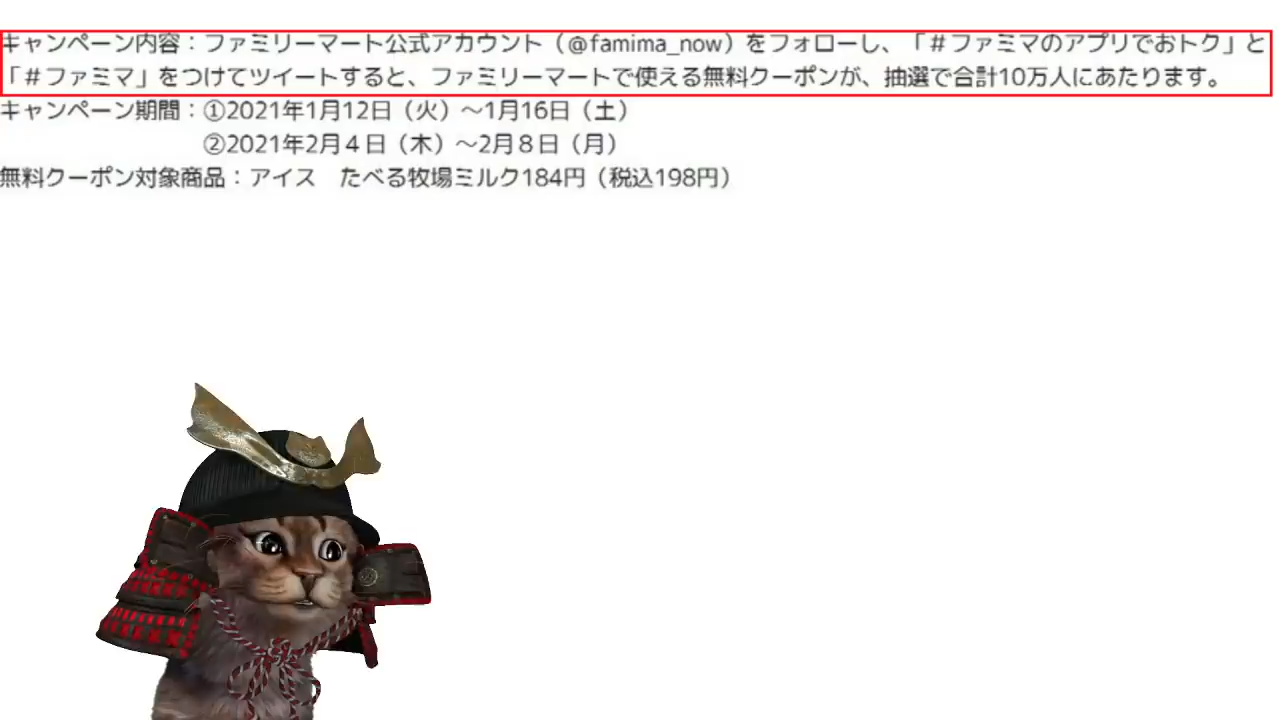 キャンペーン内容：ファミリーマート公式アカウント（@famima_now）をフォローし、「＃ファミマのアプリでおトク」と
「＃ファミマ」をつけてツイートすると、ファミリーマートで使える無料クーポンが、抽選で合計10万人にあたります。
キャンペーン期間：①2021年1月12日（火）～1月16日（土）
②2021年2月４日（木）～2月８日（月）
無料クーポン対象商品：アイス　たべる牧場ミルク184円（税込198円）